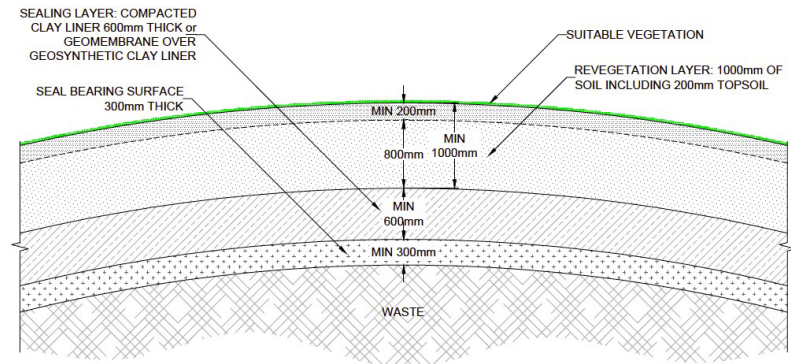 SEALING LAYER: COMPACTED
CLAY LINER 600mm THICK or
GEOMEMBRANE OVER
GEOSYNTHETIC CLAY LINER
SUITABLE VEGETATION
REVEGETATION LAYER: 1000mm OF
SOIL INCLUDING 200mm TOPSOIL
SEAL BEARING SURFACE
300mm THICK
MIN 200mm
800mm
MIN
1000mm
MIN
600mm
MIN 300mm
WASTE